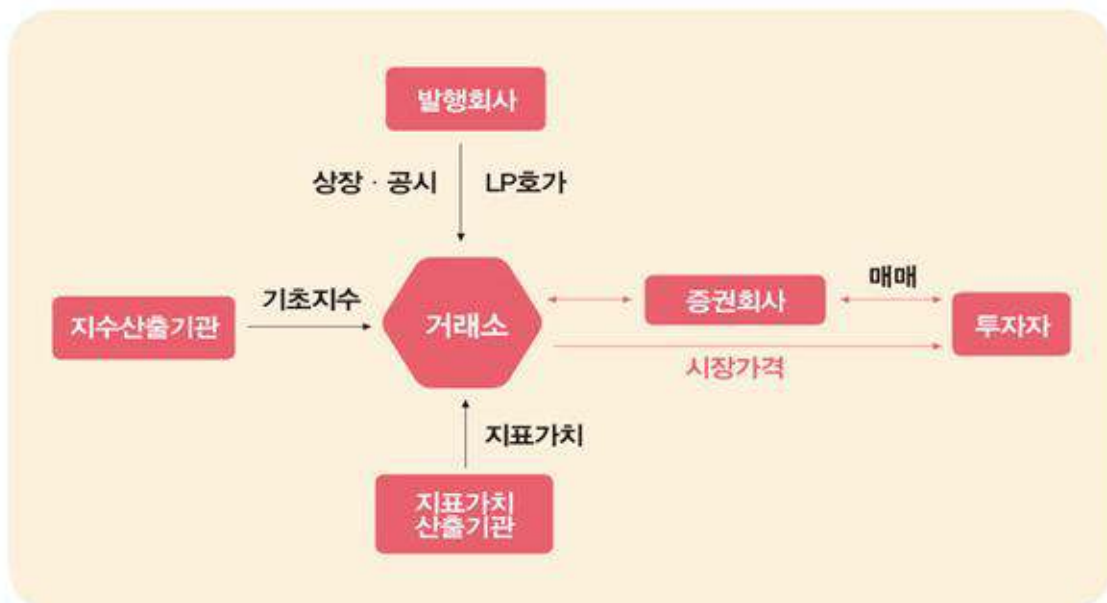 발행회사
상장 · 공시
LP호가
매매
기초지수
지수산출기관
거래소
증권회사
투자자
시장가격
지표가치
지표가치
산출기관